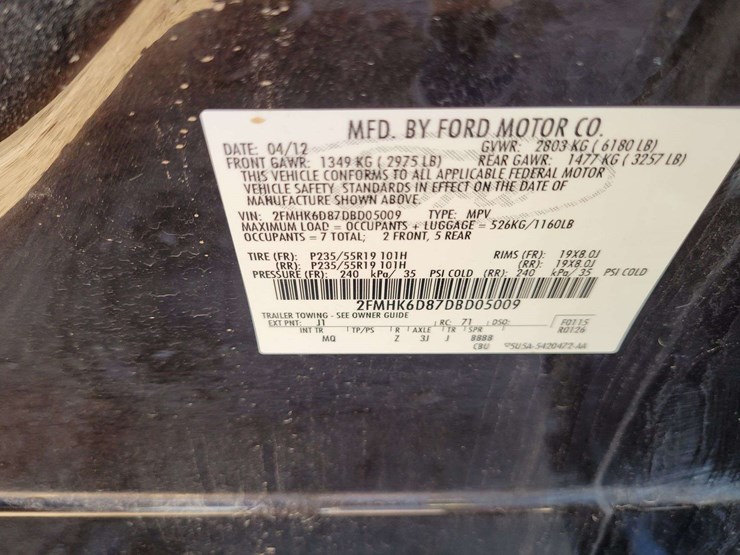 MFD. BY FORD MOTOR CO.
DATE: 04/12 GVWR: 2803 KG ( 6180 LB)
FRONT GAWR: 1349 KG ( 2975 LB) REAR GAWR: 1477 KG ( 3257 LB)
THIS VEHICLE CONFORMS TO ALL APPLICABLE FEDERAL MOTOR
VEHICLE SAFETY STANDARDS IN EFFECT ON THE DATE OF
MANUFACTURE SHOWN ABOVE.
VIN: 2FMHK6D87DBD05009 TYPE: MPV
MAXIMUM LOAD = OCCUPANTS + LUGGAGE = 526KG/1160LB
OCCUPANTS = 7 TOTAL; 2 FRONT, 5 REAR
TIRE (FR): P235/55R19 101H RIMS (FR): 19X8.0J
(RR): P235/55R19 101H (RR): 19X8.0J
PRESSURE (FR): 240 kPa/ 35 PSI COLD (RR): 240 kPa/ 35 PSI COLD
2FMHK6D87DBD05009
TRAILER TOWING - SEE OWNER GUIDE
EXT PNT: J1 RC: 71 DSO: F0115
INT TR TP/PS R AXLE TR SPR R0126
MQ Z 3J J BBBB
CBU 5U5A-5420472-AA